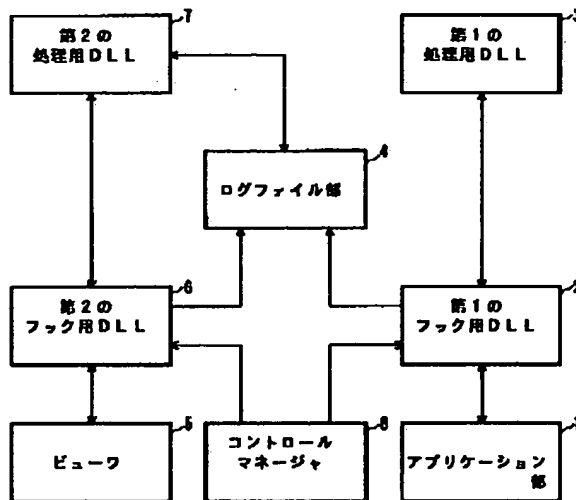 7
第2の
処理用DLL
3
第1の
処理用DLL
4
ログファイル部
6
第2の
フック用DLL
2
第1の
フック用DLL
5
ビューワ
8
コントロール
マネージャ
アプリケーション
部